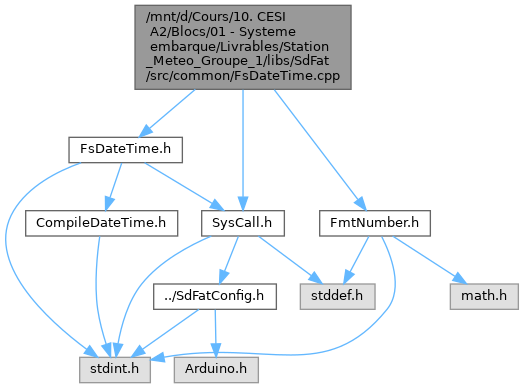 /mnt/d/Cours/10. CESI
A2/Blocs/01 - Systeme
embarque/Livrables/Station
_Meteo_Groupe_1/libs/SdFat
/src/common/FsDateTime.cpp
FsDateTime.h
CompileDateTime.h
SysCall.h
FmtNumber.h
../SdFatConfig.h
stddef.h
math.h
stdint.h
Arduino.h